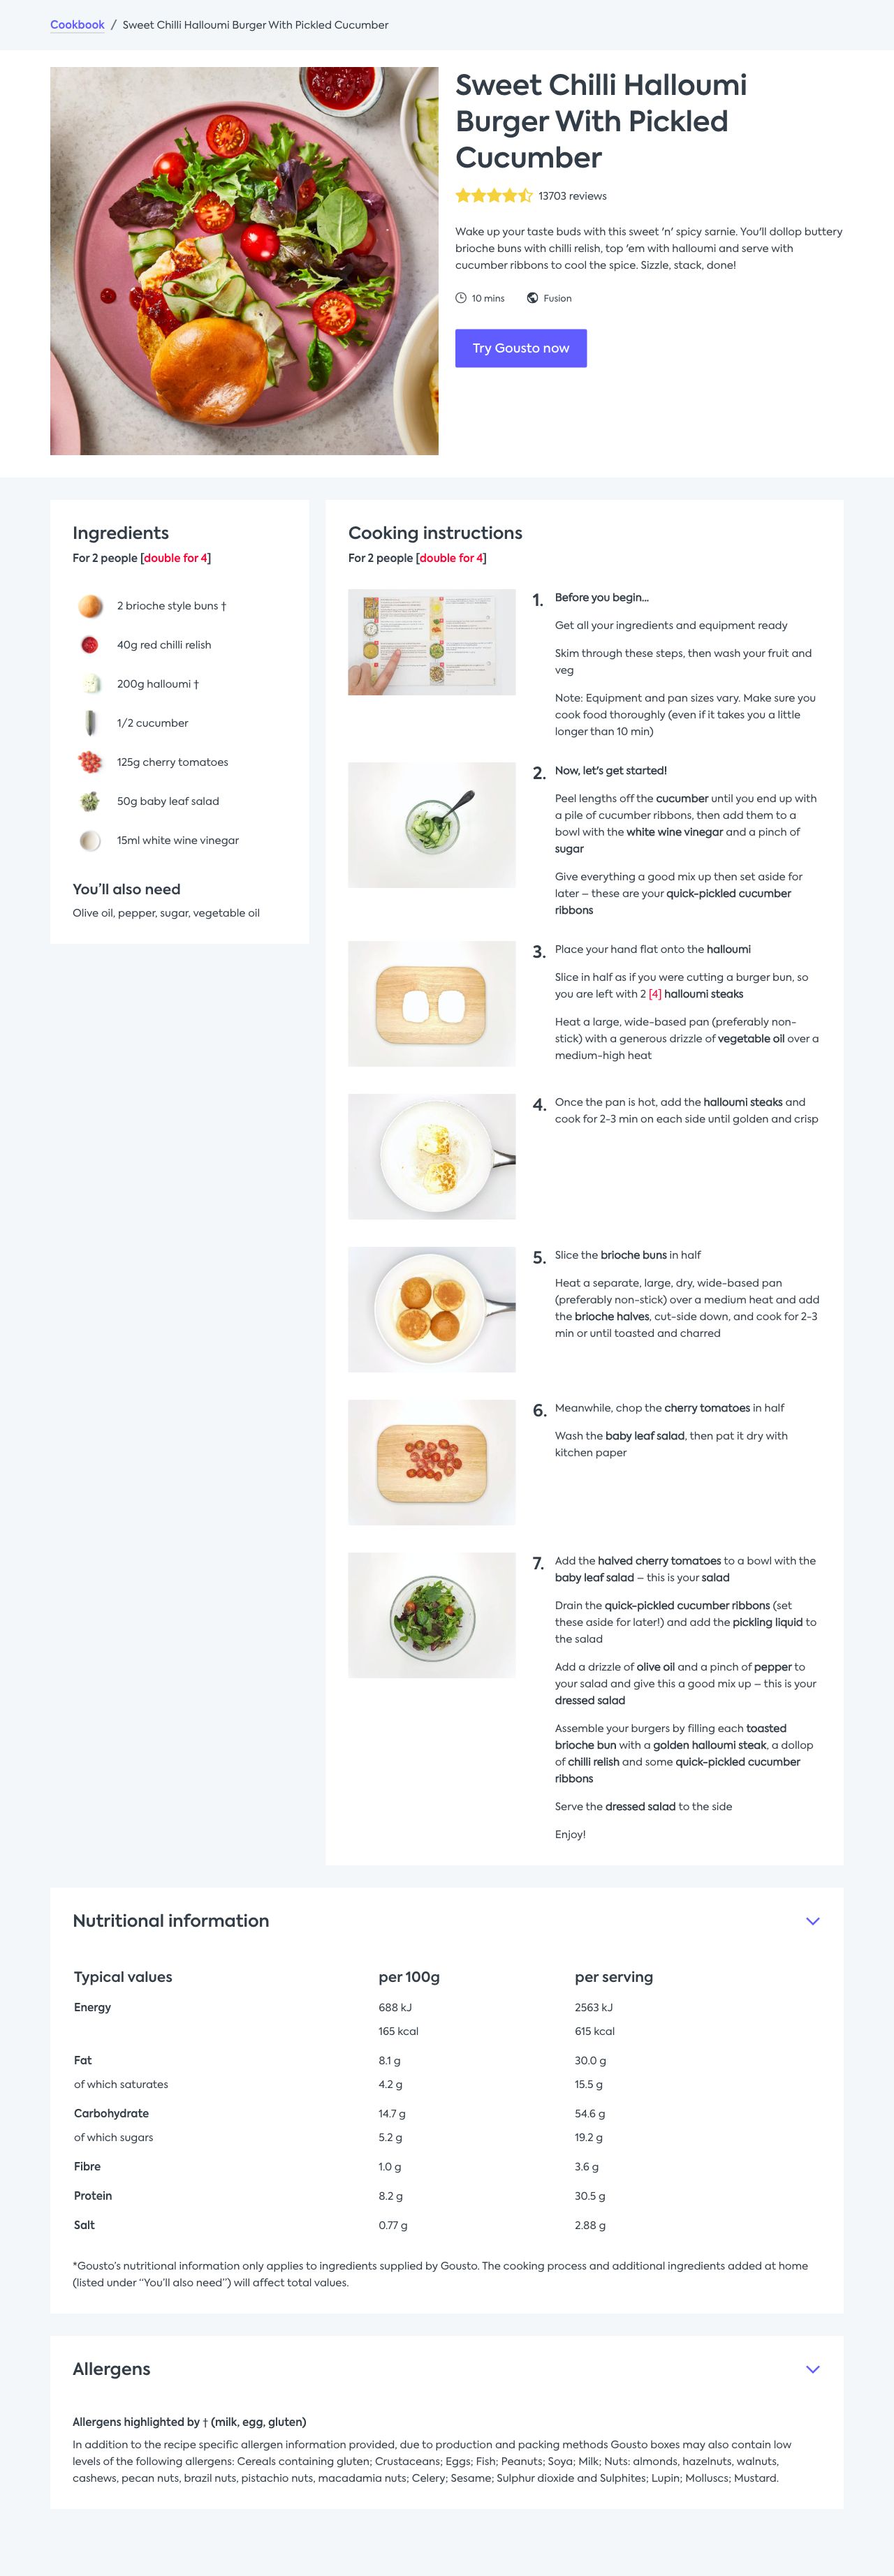 Cookbook / Sweet Chilli Halloumi Burger With Pickled Cucumber
Sweet Chilli Halloumi
Burger With Pickled
Cucumber
13703 reviews
Wake up your taste buds with this sweet 'n' spicy sarnie. You'll dollop buttery
brioche buns with chilli relish, top 'em with halloumi and serve with
cucumber ribbons to cool the spice. Sizzle, stack, done!
10 mins Fusion
Try Gousto now
Ingredients
For 2 people [double for 4]
2 brioche style buns †
40g red chilli relish
200g halloumi †
1/2 cucumber
125g cherry tomatoes
50g baby leaf salad
15ml white wine vinegar
You'll also need
Olive oil, pepper, sugar, vegetable oil
Cooking instructions
For 2 people [double for 4]
1. Before you begin...
Get all your ingredients and equipment ready
Skim through these steps, then wash your fruit and
veg
Note: Equipment and pan sizes vary. Make sure you
cook food thoroughly (even if it takes you a little
longer than 10 min)
2. Now, let's get started!
Peel lengths off the cucumber until you end up with
a pile of cucumber ribbons, then add them to a
bowl with the white wine vinegar and a pinch of
sugar
Give everything a good mix up then set aside for
later – these are your quick-pickled cucumber
ribbons
3. Place your hand flat onto the halloumi
Slice in half as if you were cutting a burger bun, so
you are left with 2 [4] halloumi steaks
Heat a large, wide-based pan (preferably non-
stick) with a generous drizzle of vegetable oil over a
medium-high heat
4. Once the pan is hot, add the halloumi steaks and
cook for 2-3 min on each side until golden and crisp
5. Slice the brioche buns in half
Heat a separate, large, dry, wide-based pan
(preferably non-stick) over a medium heat and add
the brioche halves, cut-side down, and cook for 2-3
min or until toasted and charred
6. Meanwhile, chop the cherry tomatoes in half
Wash the baby leaf salad, then pat it dry with
kitchen paper
7. Add the halved cherry tomatoes to a bowl with the
baby leaf salad – this is your salad
Drain the quick-pickled cucumber ribbons (set
these aside for later!) and add the pickling liquid to
the salad
Add a drizzle of olive oil and a pinch of pepper to
your salad and give this a good mix up – this is your
dressed salad
Assemble your burgers by filling each toasted
brioche bun with a golden halloumi steak, a dollop
of chilli relish and some quick-pickled cucumber
ribbons
Serve the dressed salad to the side
Enjoy!
Nutritional information
Typical values per 100g per serving
Energy 688 kJ 2563 kJ
165 kcal 615 kcal
Fat 8.1 g 30.0 g
of which saturates 4.2 g 15.5 g
Carbohydrate 14.7 g 54.6 g
of which sugars 5.2 g 19.2 g
Fibre 1.0 g 3.6 g
Protein 8.2 g 30.5 g
Salt 0.77 g 2.88 g
*Gousto's nutritional information only applies to ingredients supplied by Gousto. The cooking process and additional ingredients added at home
(listed under "You'll also need") will affect total values.
Allergens
Allergens highlighted by † (milk, egg, gluten)
In addition to the recipe specific allergen information provided, due to production and packing methods Gousto boxes may also contain low
levels of the following allergens: Cereals containing gluten; Crustaceans; Eggs; Fish; Peanuts; Soya; Milk; Nuts: almonds, hazelnuts, walnuts,
cashews, pecan nuts, brazil nuts, pistachio nuts, macadamia nuts; Celery; Sesame; Sulphur dioxide and Sulphites; Lupin; Molluscs; Mustard.